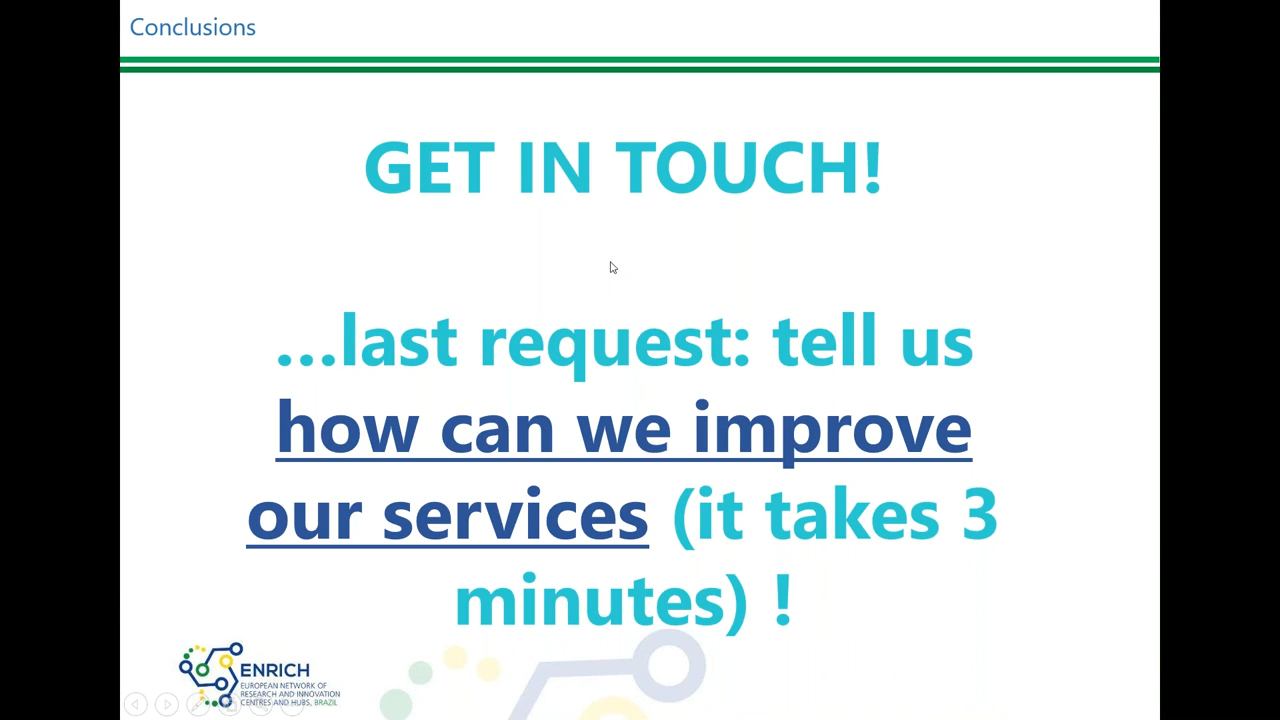 Conclusions
GET IN TOUCH!
...last request: tell us
how can we improve
our services (it takes 3
minutes) !
ENRICH
EUROPEAN NETWORK OF
RESEARCH AND INNOVATION
CENTRES AND HUBS, BRAZIL